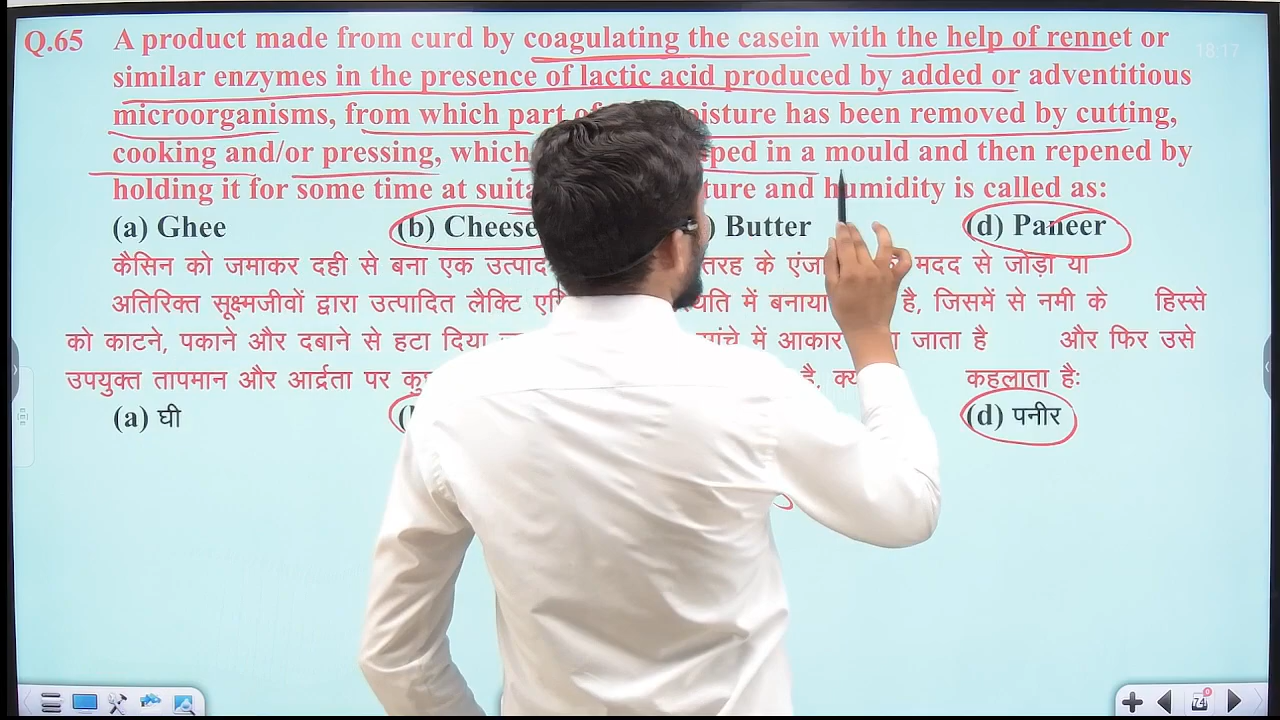 Q.65 A product made from curd by coagulating the casein with the help of rennet or
18.17
similar enzymes in the presence of lactic acid produced by added or adventitious
microorganisms, from which part moisture has been removed by cutting,
cooking and/or pressing, which ped in a mould and then repened by
holding it for some time at ture and humidity is called as:
(a) Ghee (b) Cheese ) Butter (d) Paneer
कैसिन को जमाकर दही से बना एक तरह के मदद से जोड़ा या
अतिरिक्त सूक्ष्मजीवों द्वारा उत्पादित लैक्टि में बनाया है, जिसमें से नमी के हिस्से
को काटने, पकाने और दबाने से हटा दिया में आकार जाता है और फिर उसे
उपयुक्त तापमान और आर्द्रता पर है, कहलाता है:
(a) घी (d) पनीर
74